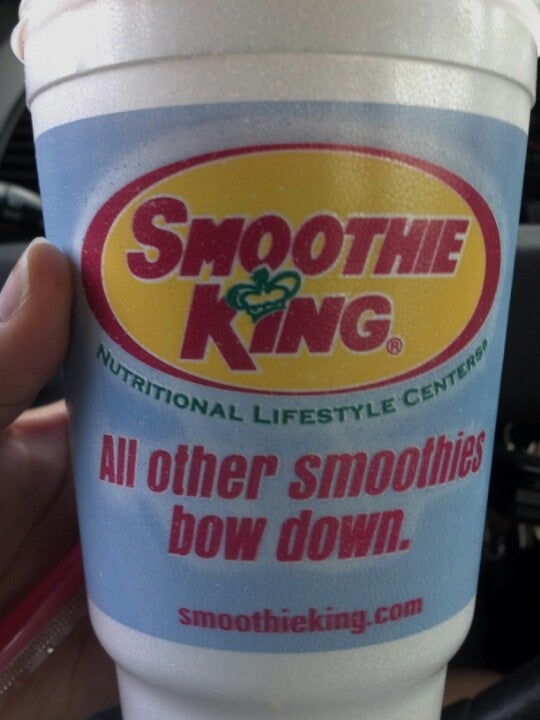 SMOOTHIE
KING®
NUTRITIONAL LIFESTYLE CENTERS®
All other smoothies
bow down.
smoothieking.com